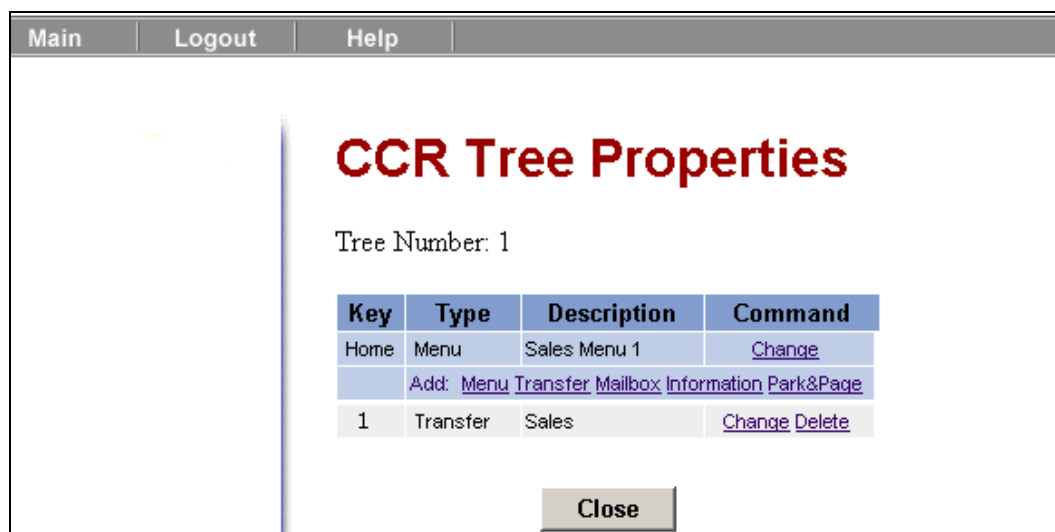 Main Logout Help
CCR Tree Properties
Tree Number: 1
Key Type Description Command
Home Menu Sales Menu 1 Change
Add: Menu Transfer Mailbox Information Park&Page
1 Transfer Sales Change Delete
Close